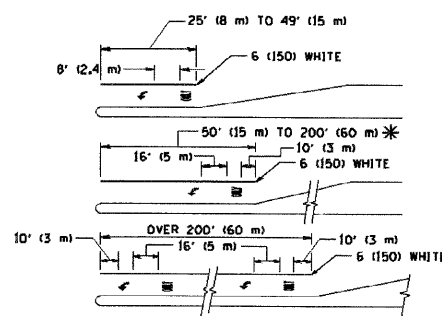 25' (8 m) TO 49' (15 m)
8' (2.4 m)
6 (150) WHITE
50' (15 m) TO 200' (60 m) *
16' (5 m)
10' (3 m)
6 (150) WHITE
OVER 200' (60 m)
10' (3 m)
16' (5 m)
10' (3 m)
6 (150) WHITE